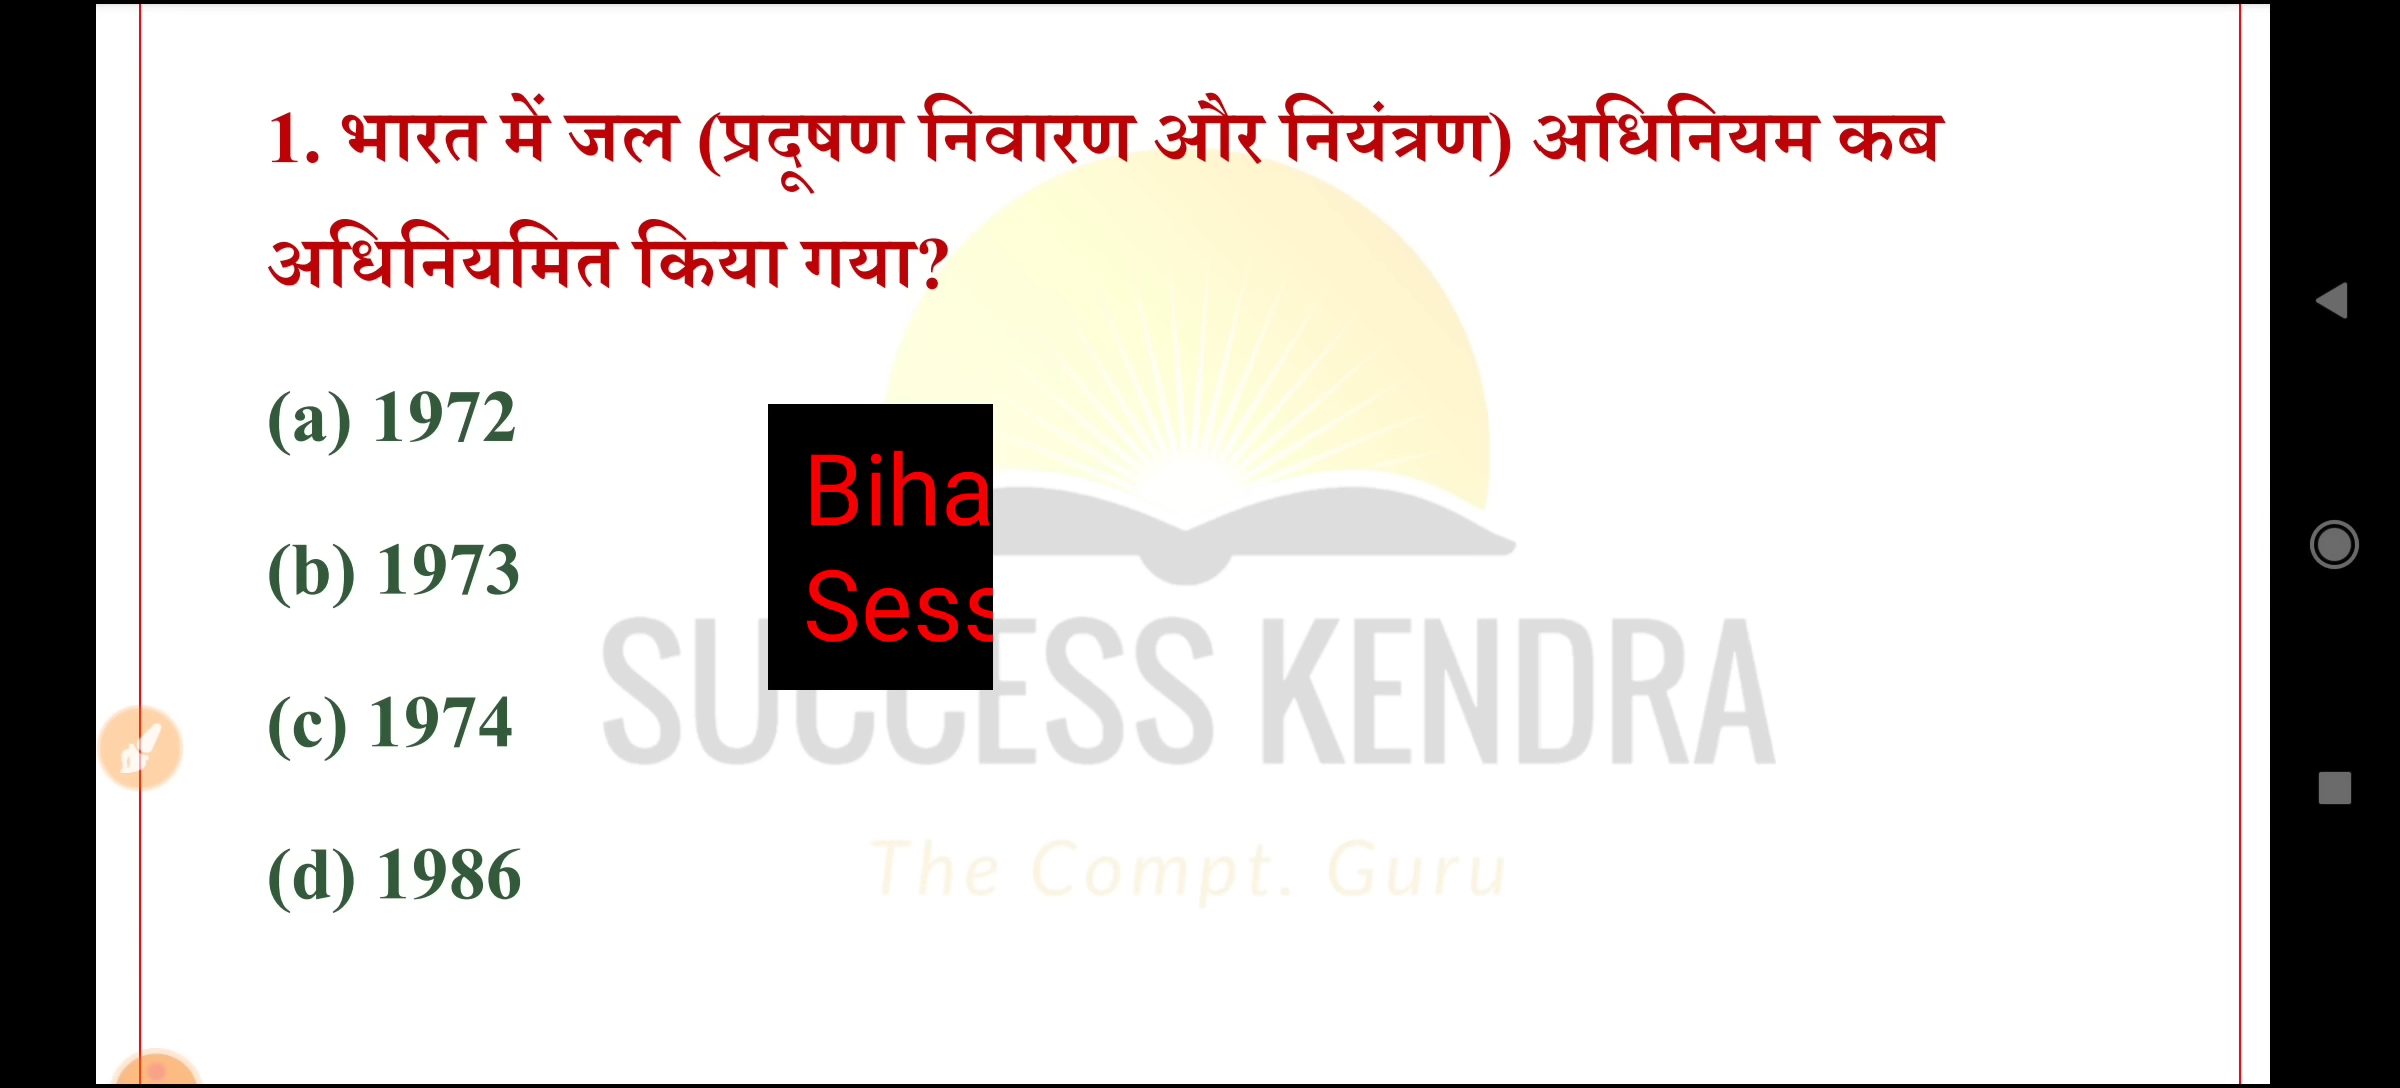 1. भारत में जल (प्रदूषण निवारण और नियंत्रण) अधिनियम कब
अधिनियमित किया गया?
(a) 1972
(b) 1973
(c) 1974
(d) 1986
Biha
Sess
SUCCESS KENDRA
The Compt. Guru